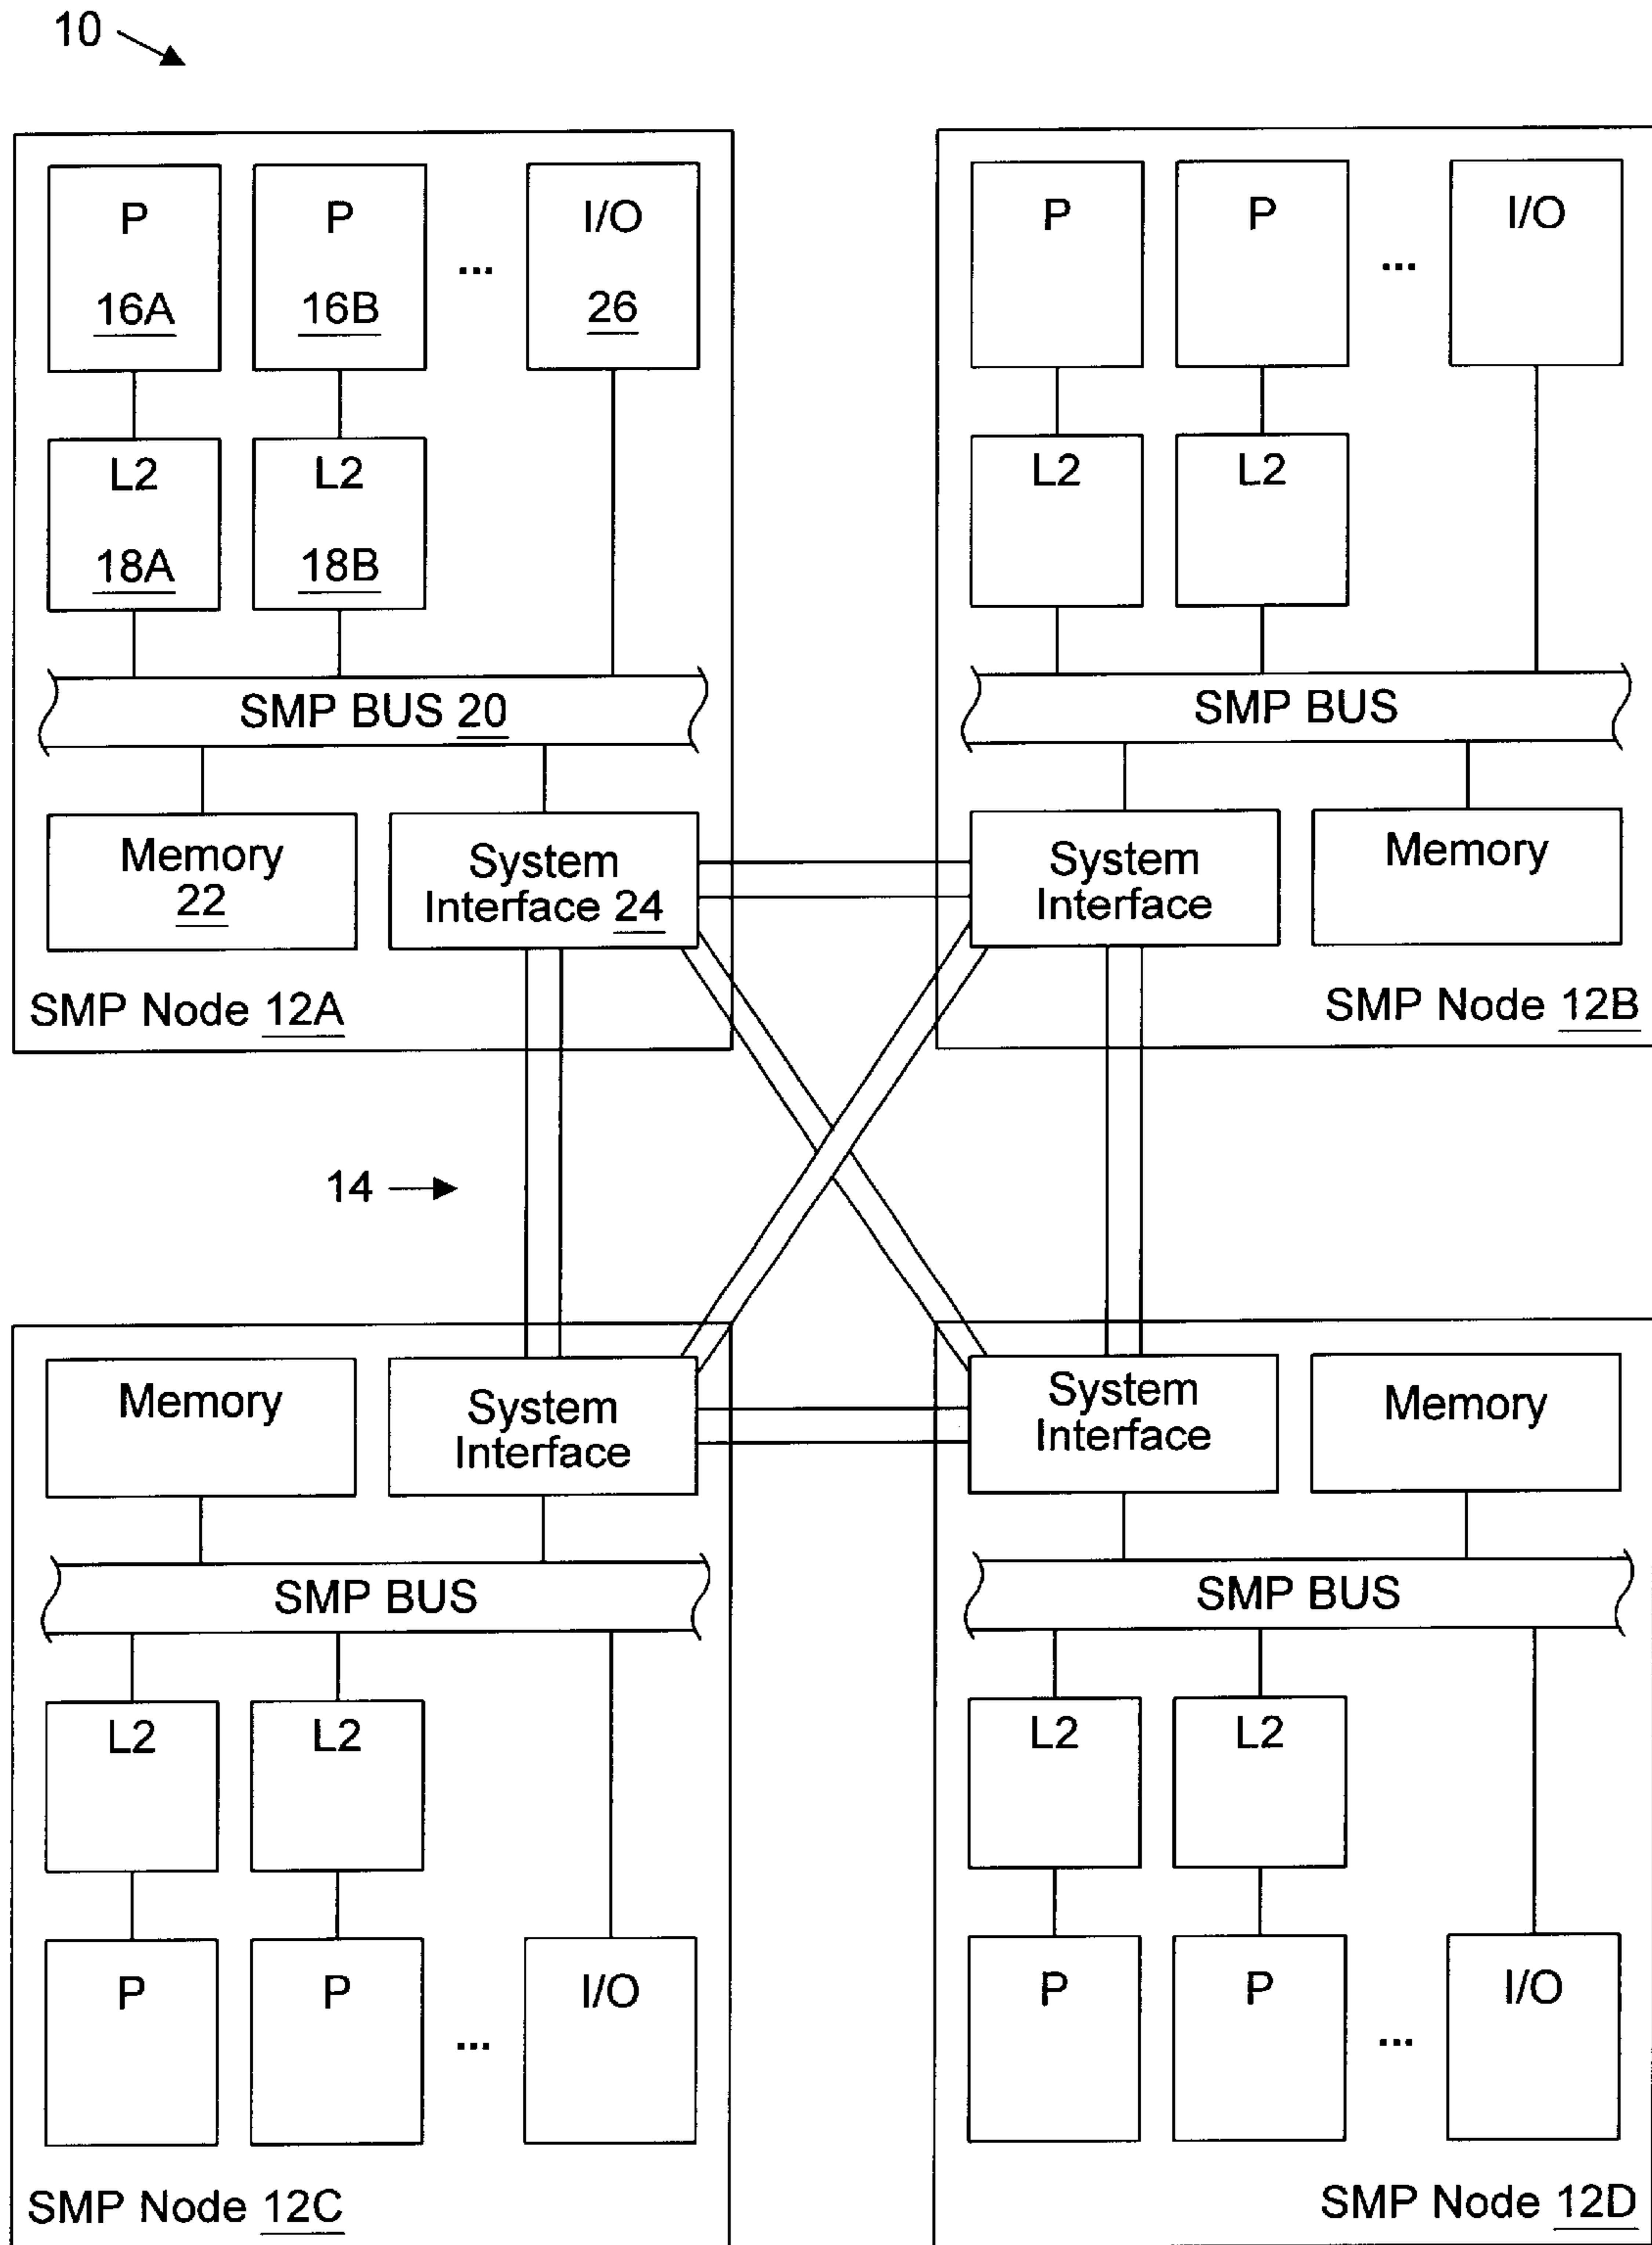 10
P
16A
P
16B
...
I/O
26
L2
18A
L2
18B
SMP BUS 20
Memory
22
System
Interface 24
SMP Node 12A
P
P
...
I/O
L2
L2
SMP BUS
System
Interface
Memory
SMP Node 12B
14
Memory
System
Interface
SMP BUS
L2
L2
P
P
...
I/O
SMP Node 12C
System
Interface
Memory
SMP BUS
L2
L2
P
P
...
I/O
SMP Node 12D